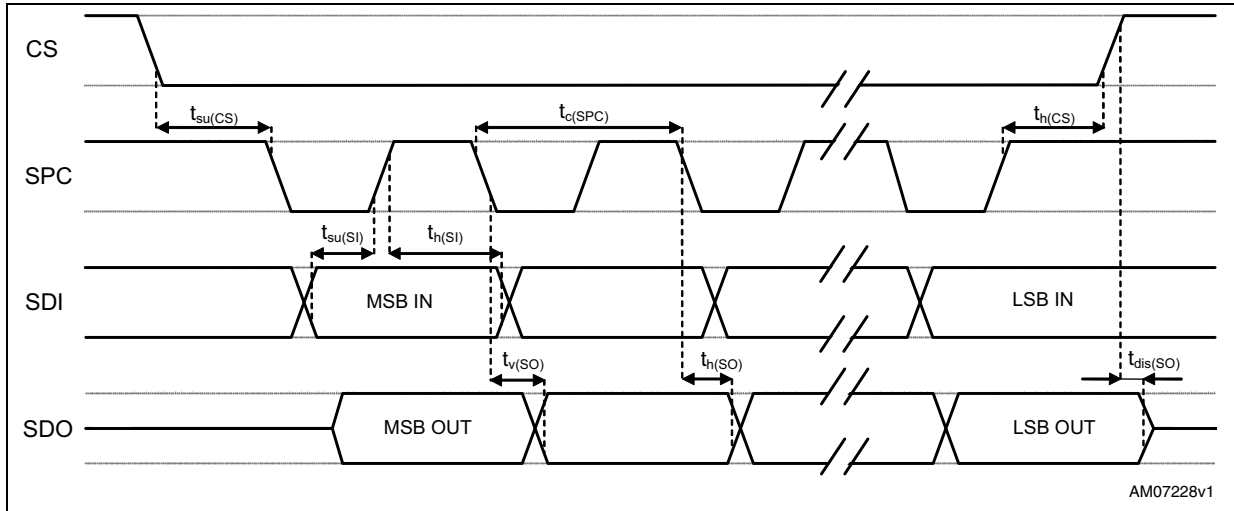 CS
tsu(CS)
tc(SPC)
th(CS)
SPC
tsu(SI)
th(SI)
SDI
MSB IN
LSB IN
tv(SO)
th(SO)
tdis(SO)
SDO
MSB OUT
LSB OUT
AM07228v1